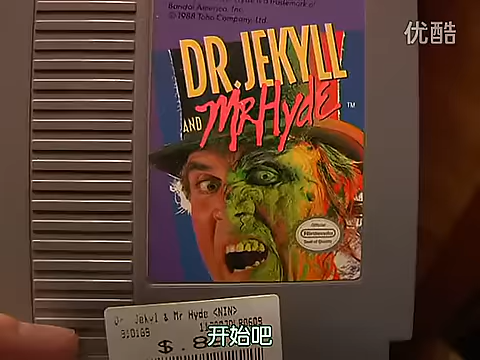 Bandai America, Inc.
©1988 Toho Company, Ltd.
优酷
DR. JEKYLL
AND Mr Hyde ™
Official
Nintendo
Seal of Quality
Dr Jekyl & Mr Hyde <NIN>
开始吧